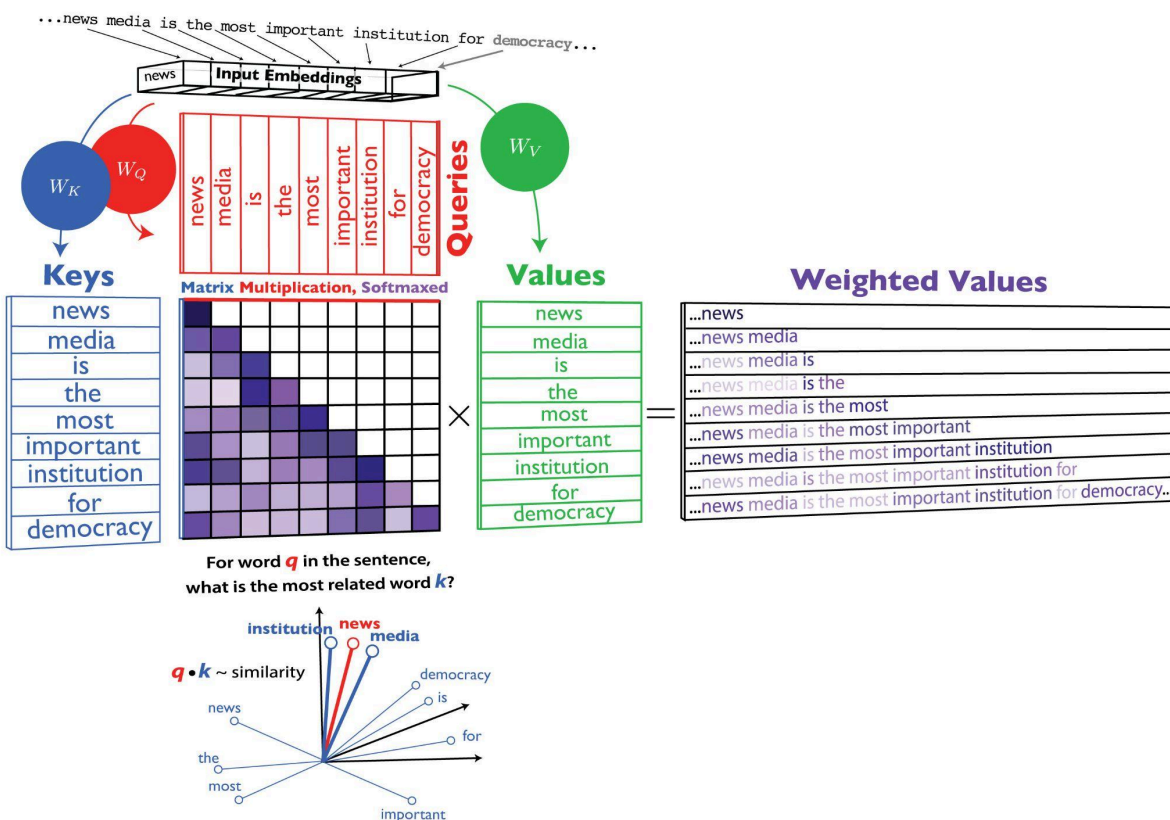 ...news media is the most important institution for democracy...
news
Input Embeddings
W_K
W_Q
W_V
news
media
is
the
most
important
institution
for
democracy
Queries
Keys
Matrix Multiplication, Softmaxed
Values
Weighted Values
news
media
is
the
most
important
institution
for
democracy
×
news
media
is
the
most
important
institution
for
democracy
=
...news
...news media
...news media is
...news media is the
...news media is the most
...news media is the most important
...news media is the most important institution
...news media is the most important institution for
...news media is the most important institution for democracy...
For word q in the sentence,
what is the most related word k?
institution
news
media
q • k ~ similarity
democracy
is
news
for
the
most
important